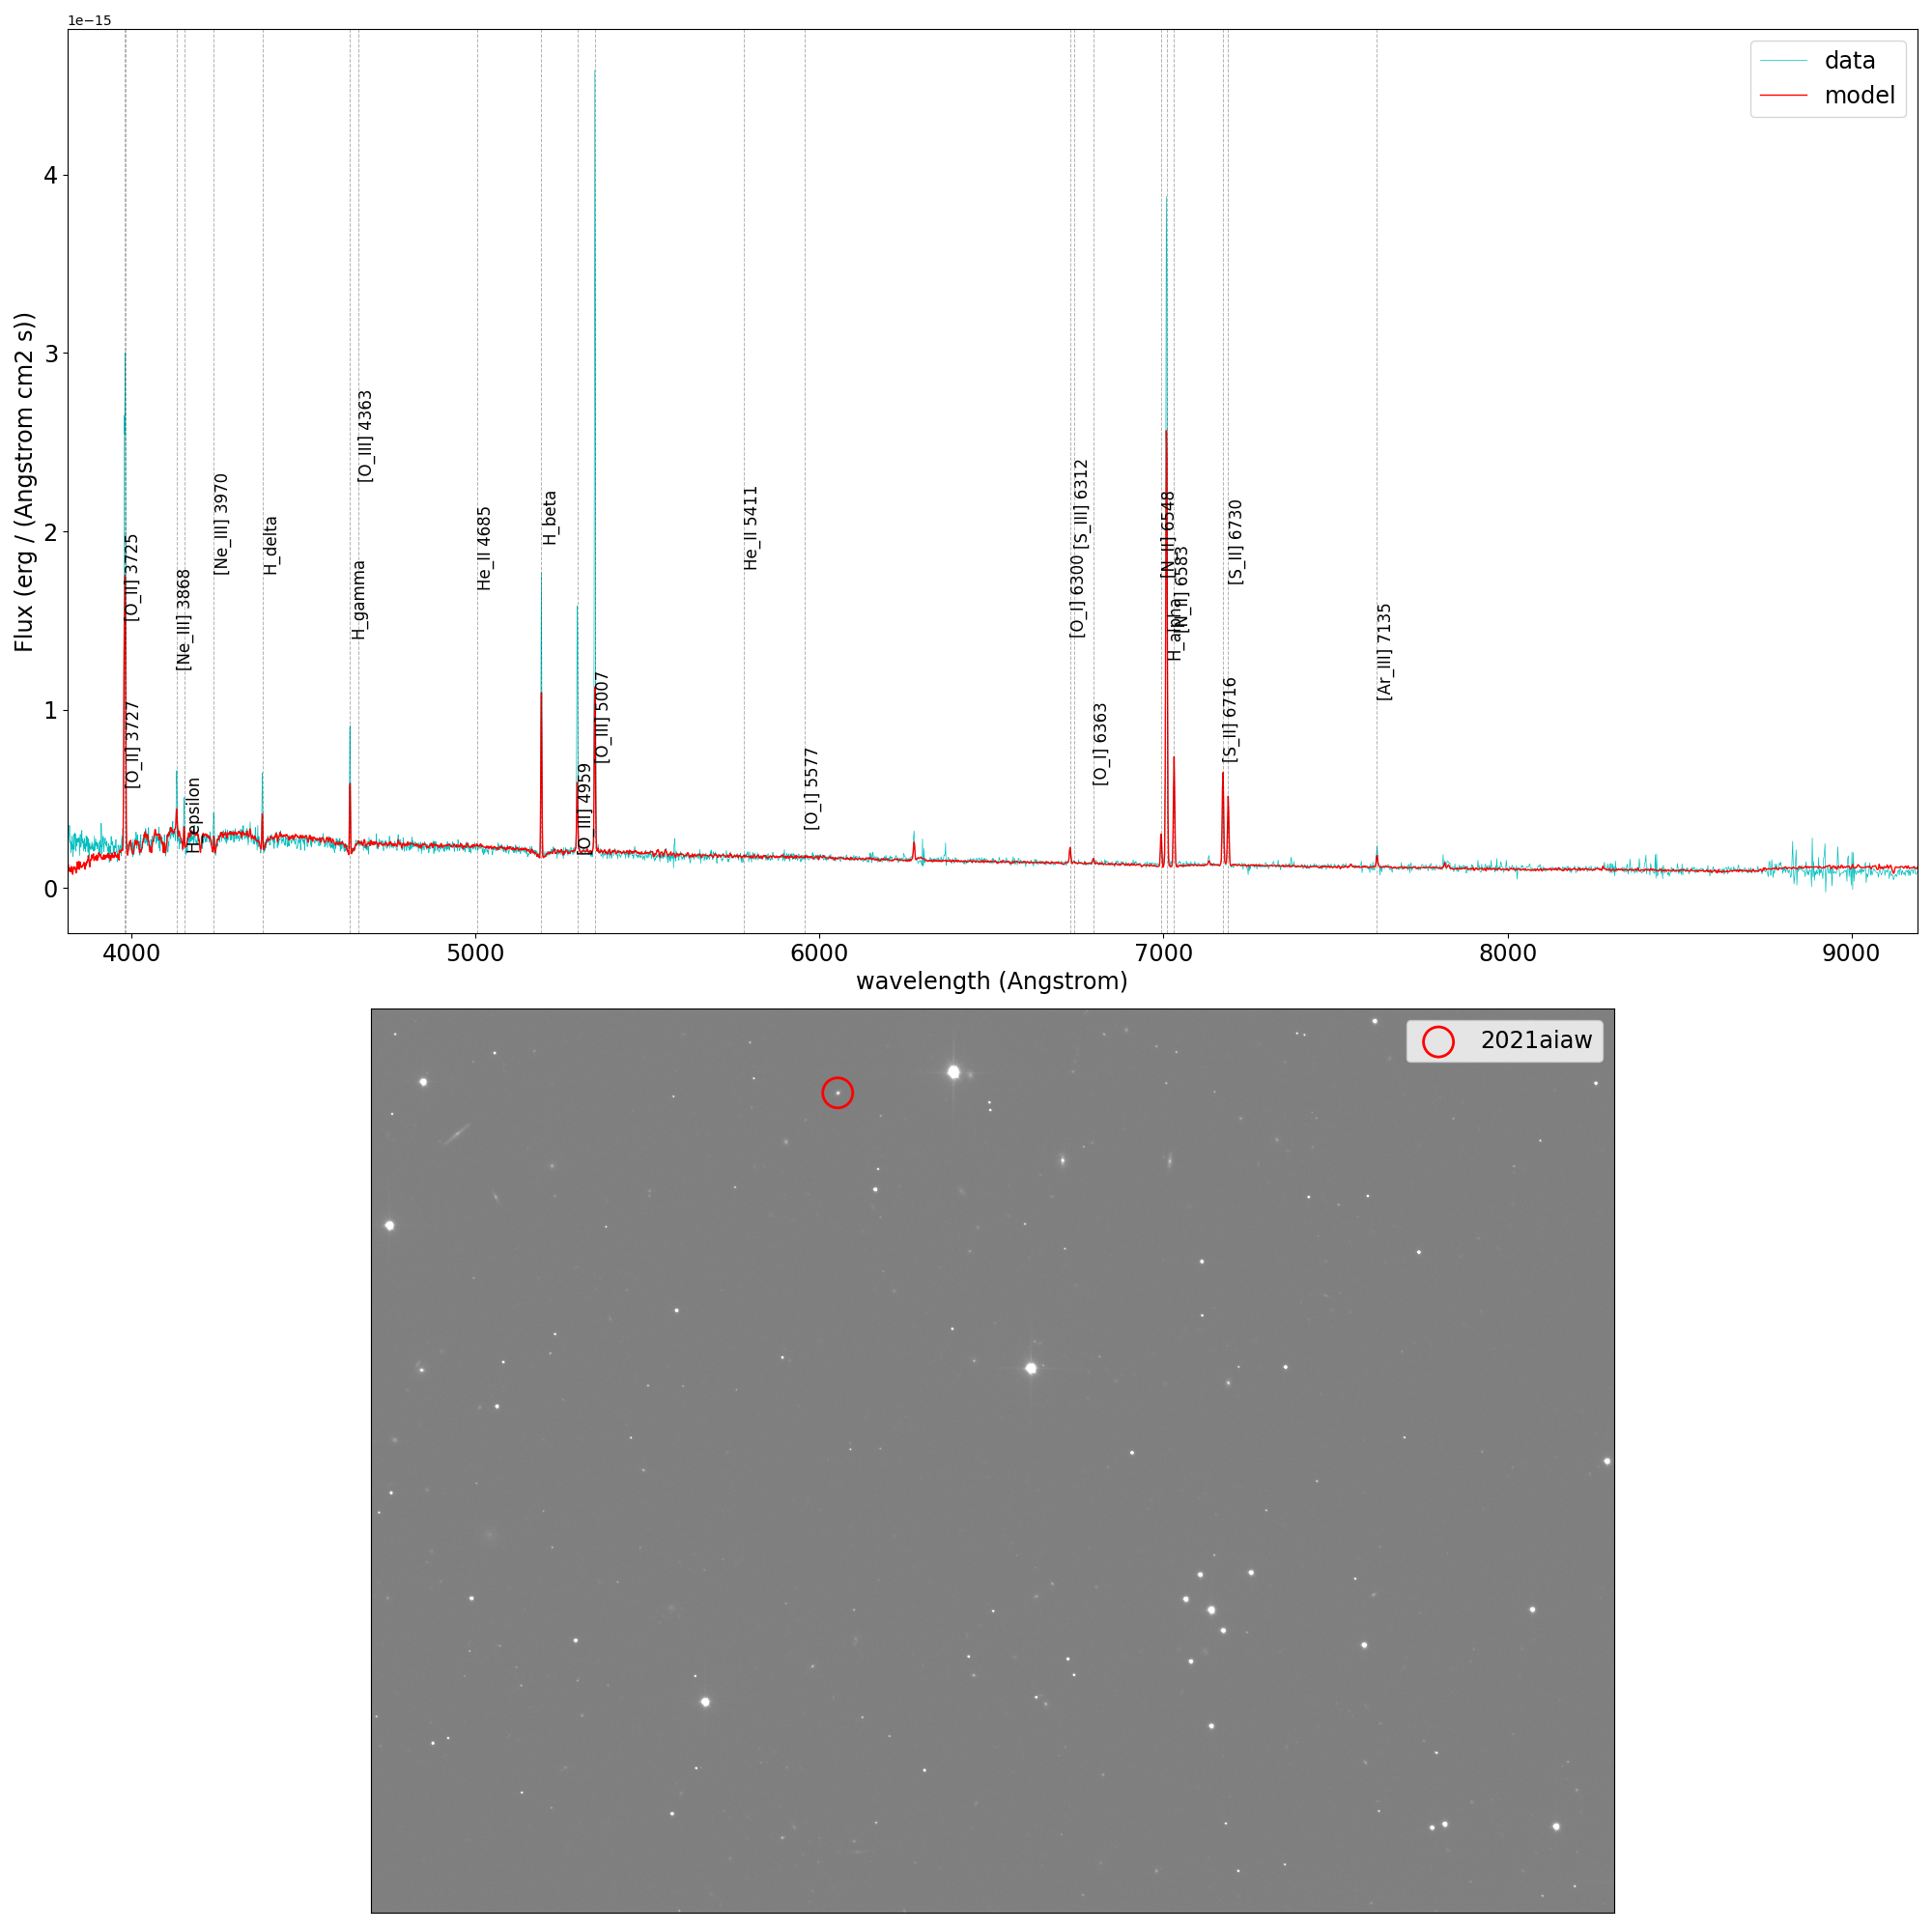 1e−15
data
model
4
3
2
1
0
Flux (erg / (Angstrom cm2 s))
[O_II] 3725
[O_II] 3727
[Ne_III] 3868
H_epsilon
[Ne_III] 3970
H_delta
H_gamma
[O_III] 4363
He_II 4685
H_beta
[O_III] 4959
[O_III] 5007
He_II 5411
[O_I] 5577
[O_I] 6300
[S_III] 6312
[O_I] 6363
[N_II] 6548
H_alpha
[N_II] 6583
[S_II] 6716
[S_II] 6730
[Ar_III] 7135
4000
5000
6000
7000
8000
9000
wavelength (Angstrom)
2021aiaw